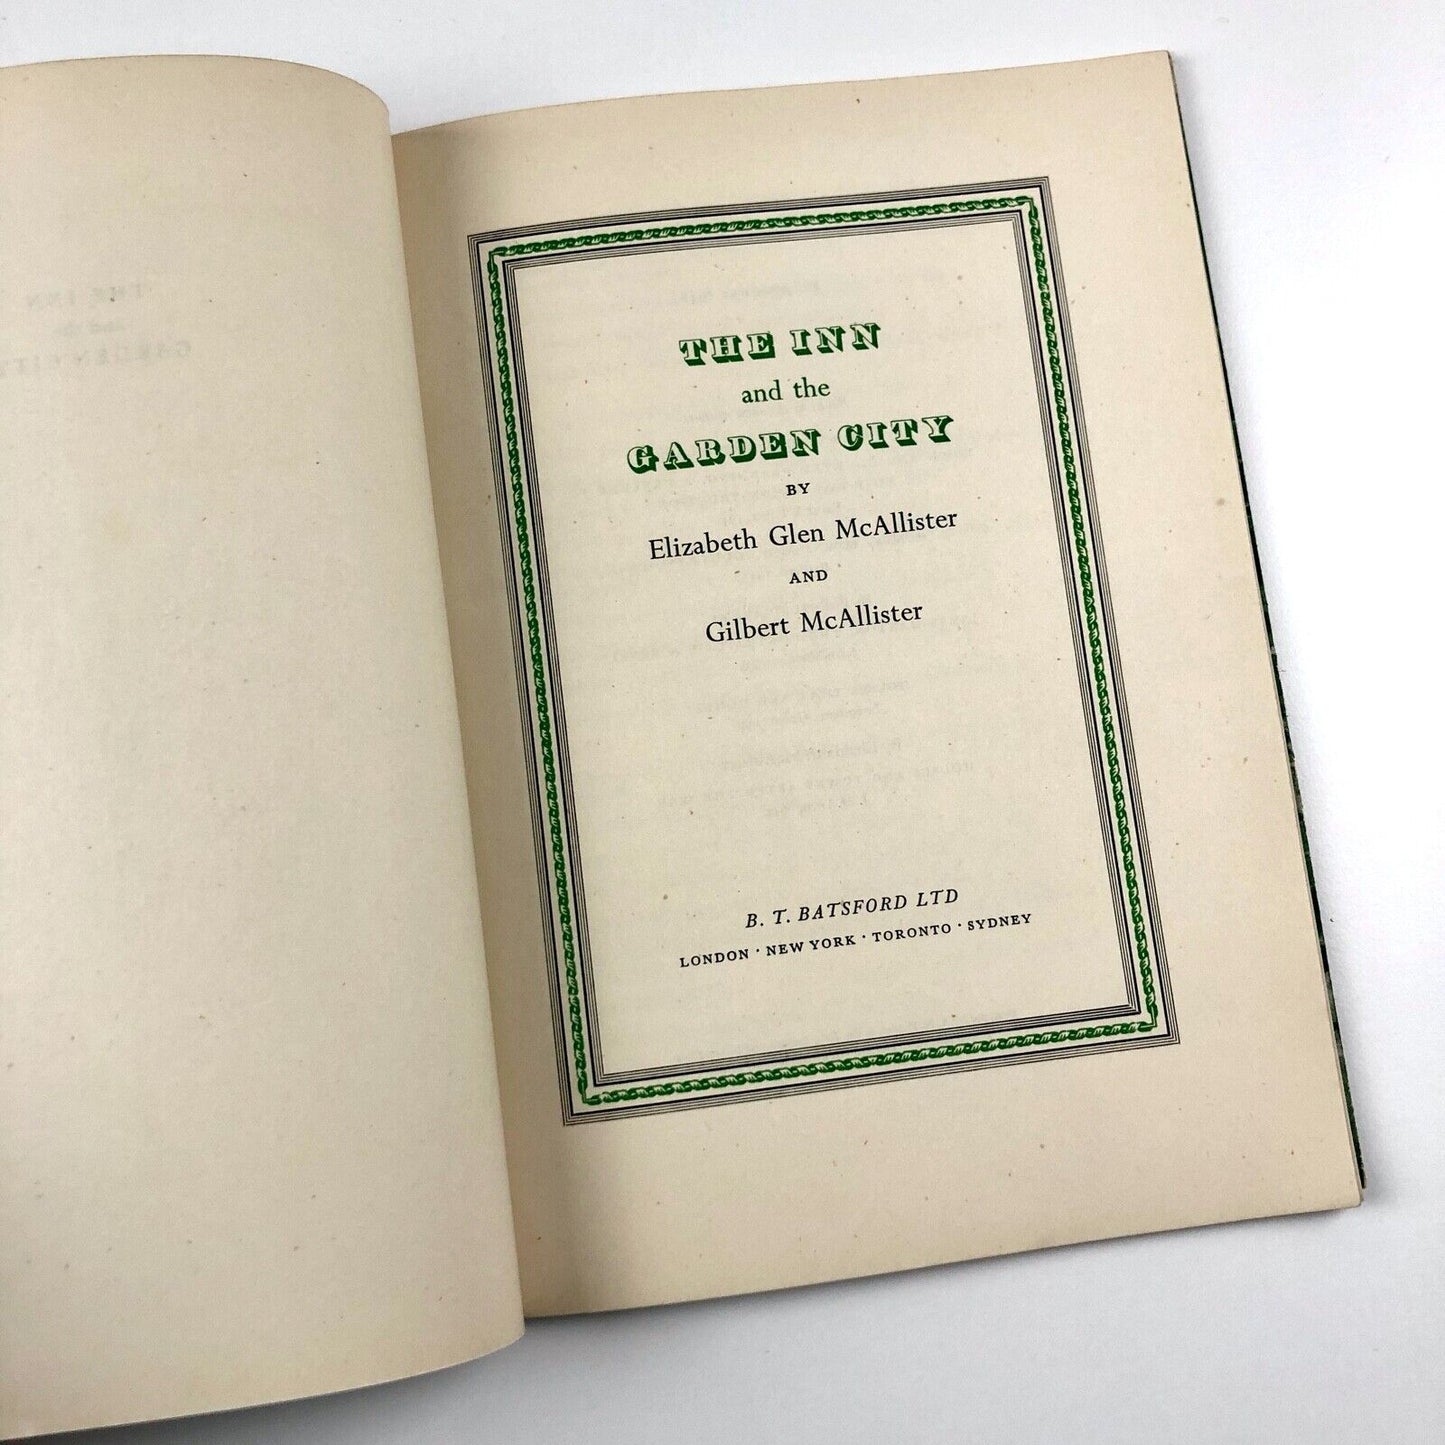 THE INN
and the
GARDEN CITY
BY
Elizabeth Glen McAllister
AND
Gilbert McAllister
B. T. BATSFORD LTD
LONDON · NEW YORK · TORONTO · SYDNEY